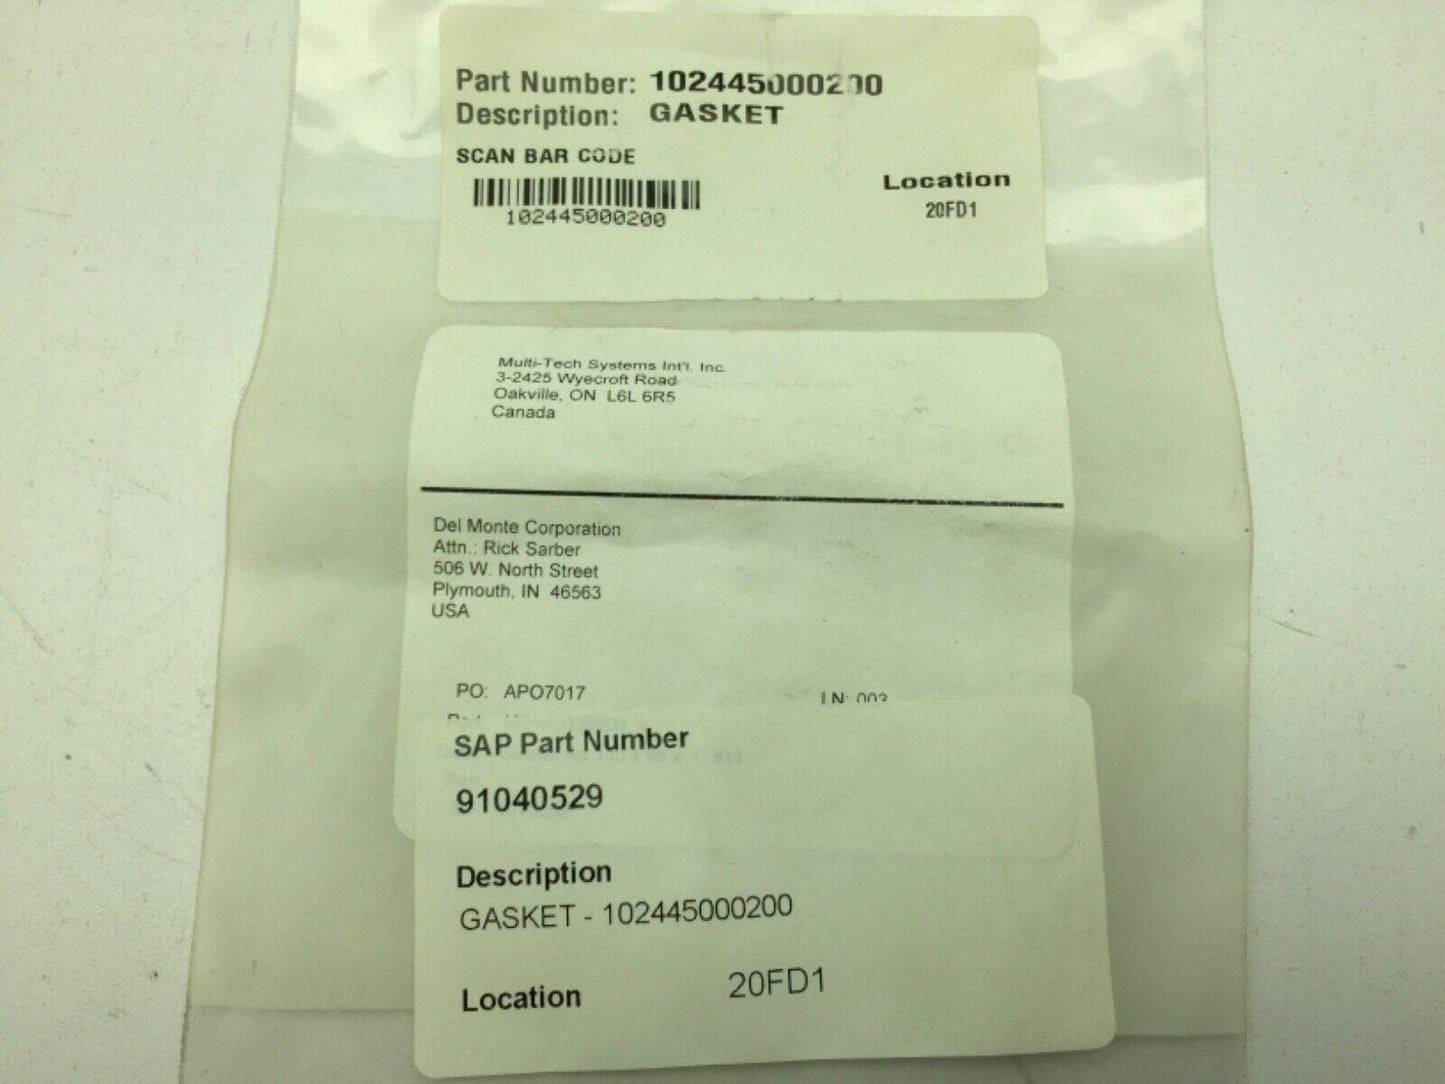 Part Number: 102445000200
Description: GASKET
SCAN BAR CODE
102445000200
Location
20FD1
Multi-Tech Systems Int'l. Inc.
3-2425 Wyecroft Road
Oakville, ON L6L 6R5
Canada
Del Monte Corporation
Attn.: Rick Sarber
506 W. North Street
Plymouth, IN 46563
USA
PO: APO7017 LN: 003
SAP Part Number
91040529
Description
GASKET - 102445000200
Location 20FD1